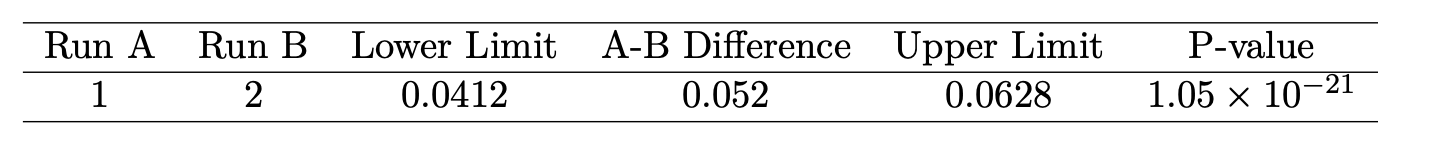 Run A Run B Lower Limit A-B Difference Upper Limit P-value
1 2 0.0412 0.052 0.0628 1.05 × 10⁻²¹